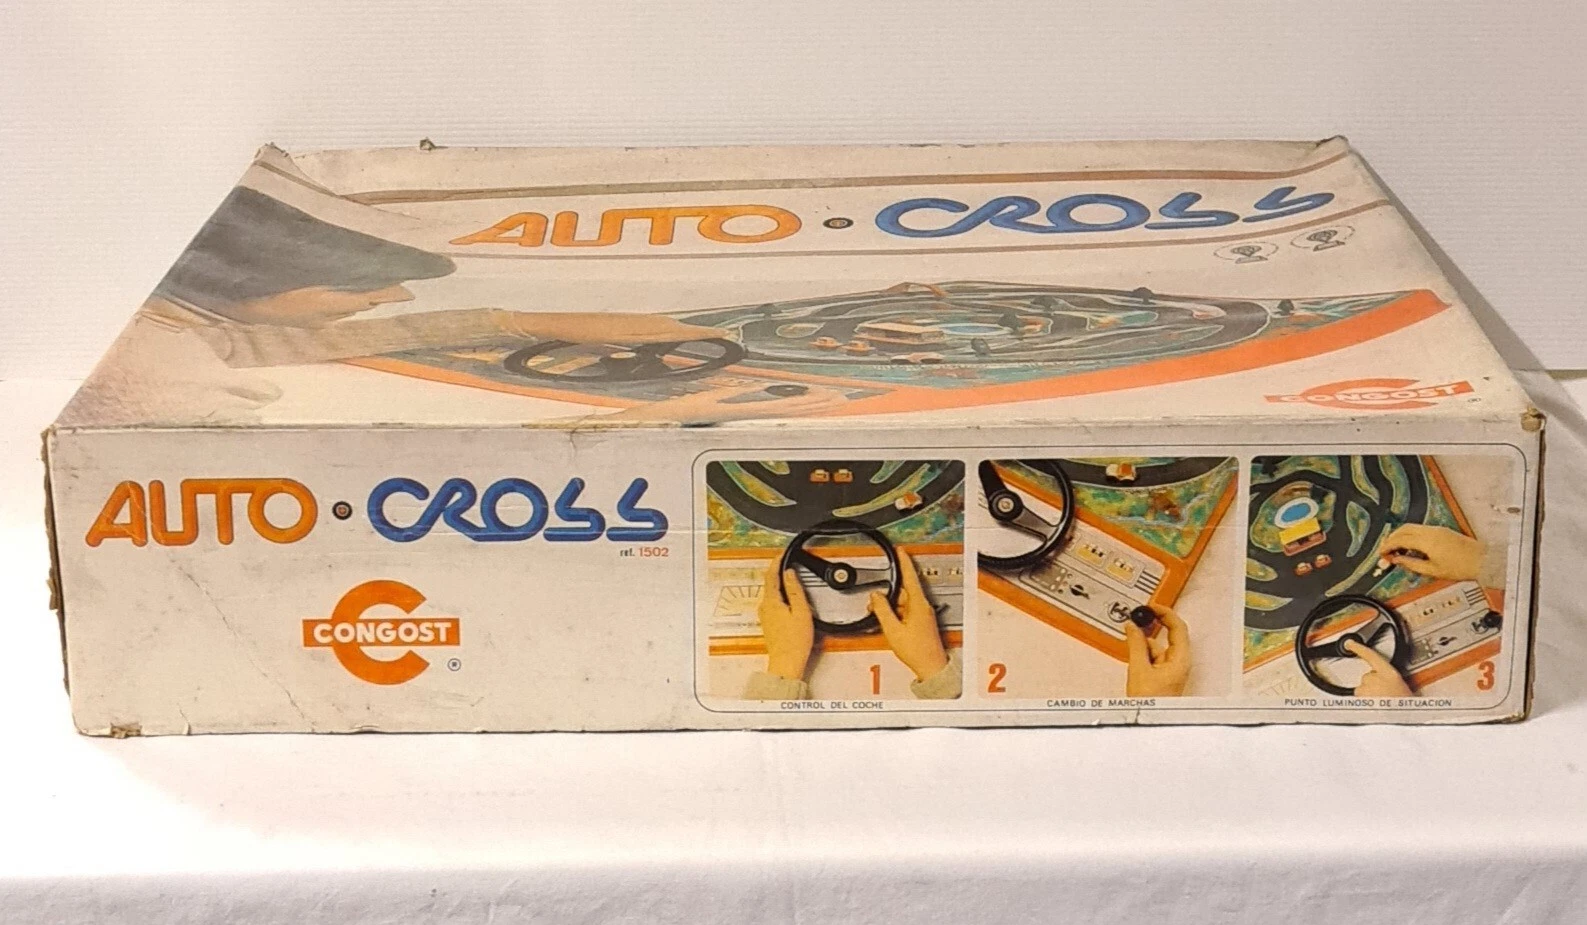 AUTO • CROSS
CONGOST
AUTO • CROSS
ref. 1502
CONGOST
®
1
CONTROL DEL COCHE
2
CAMBIO DE MARCHAS
3
PUNTO LUMINOSO DE SITUACION